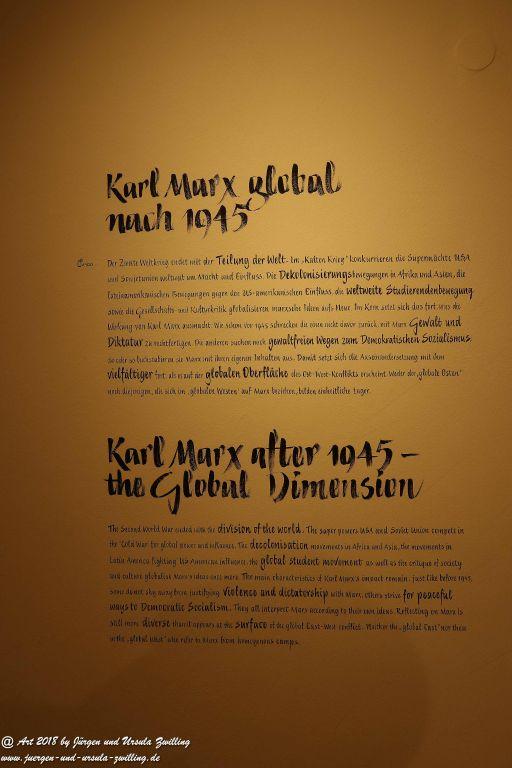 Karl Marx global
nach 1945
Der Zweite Weltkrieg endet mit der Teilung der Welt. Im „Kalten Krieg“ konkurrieren die Supermächte USA
und Sowjetunion weltweit um Macht und Einfluss. Die Dekolonisierungsbewegungen in Afrika und Asien, die
lateinamerikanischen Bewegungen gegen den US-amerikanischen Einfluss, die weltweite Studierendenbewegung
sowie die Gesellschafts- und Kulturkritik globalisieren marxsche Ideen aufs Neue. Im Kern setzt sich das fort, was die
Wirkung von Karl Marx ausmacht: Wie schon vor 1945 schrecken die einen nicht davor zurück, mit Marx Gewalt und
Diktatur zu rechtfertigen. Die anderen suchen nach gewaltfreien Wegen zum Demokratischen Sozialismus.
So oder so buchstabieren sie Marx mit ihren eigenen Inhalten aus. Damit setzt sich die Auseinandersetzung mit dem
vielfältiger fort, als es auf der globalen Oberfläche des Ost-West-Konflikts erscheint. Weder der „globale Osten“
noch diejenigen, die sich im „globalen Westen“ auf Marx beziehen, bilden einheitliche Lager.
Karl Marx after 1945 –
the Global Dimension
The Second World War ended with the division of the world. The super powers USA and Soviet Union compete in
the ‘Cold War’ for global power and influence. The decolonisation movements in Africa and Asia, the movements in
Latin America fighting US-American influence, the global student movement as well as the critique of society
and culture globalise Marx's ideas once more. The main characteristics of Karl Marx's impact remain: just like before 1945,
some do not shy away from justifying violence and dictatorship with Marx, others strive for peaceful
ways to Democratic Socialism. They all interpret Marx according to their own ideas. Reflecting on Marx is
still more diverse than it appears at the surface of the global East-West conflict. Neither the „global East“ nor those
in the „global West“ who refer to Marx form homogenous camps.
@ Art 2018 by Jürgen und Ursula Zwilling
www.juergen-und-ursula-zwilling.de